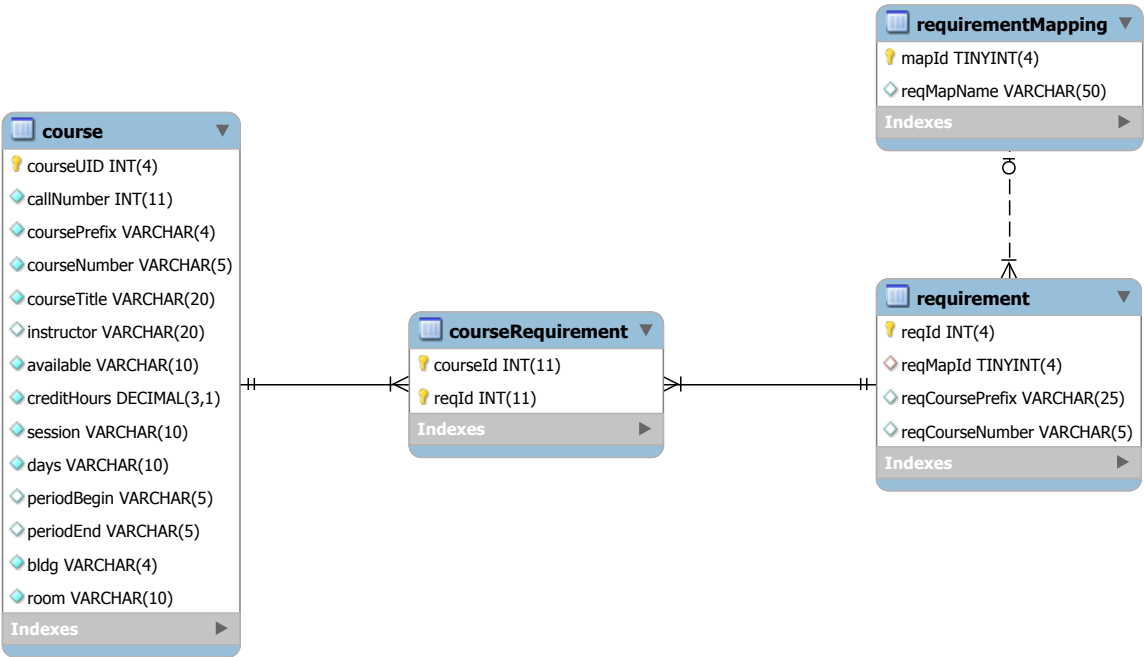 requirementMapping
mapId TINYINT(4)
reqMapName VARCHAR(50)
Indexes
course
courseUID INT(4)
callNumber INT(11)
coursePrefix VARCHAR(4)
courseNumber VARCHAR(5)
courseTitle VARCHAR(20)
instructor VARCHAR(20)
available VARCHAR(10)
creditHours DECIMAL(3,1)
session VARCHAR(10)
days VARCHAR(10)
periodBegin VARCHAR(5)
periodEnd VARCHAR(5)
bldg VARCHAR(4)
room VARCHAR(10)
Indexes
courseRequirement
courseId INT(11)
reqId INT(11)
Indexes
requirement
reqId INT(4)
reqMapId TINYINT(4)
reqCoursePrefix VARCHAR(25)
reqCourseNumber VARCHAR(5)
Indexes